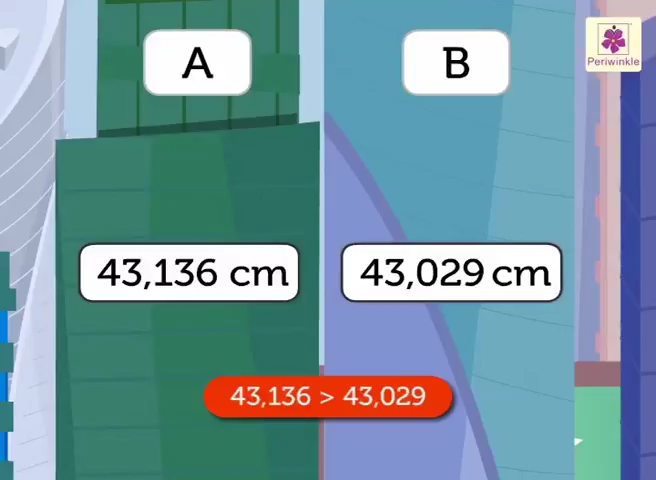 A
B
Periwinkle
43,136 cm
43,029 cm
43,136 > 43,029